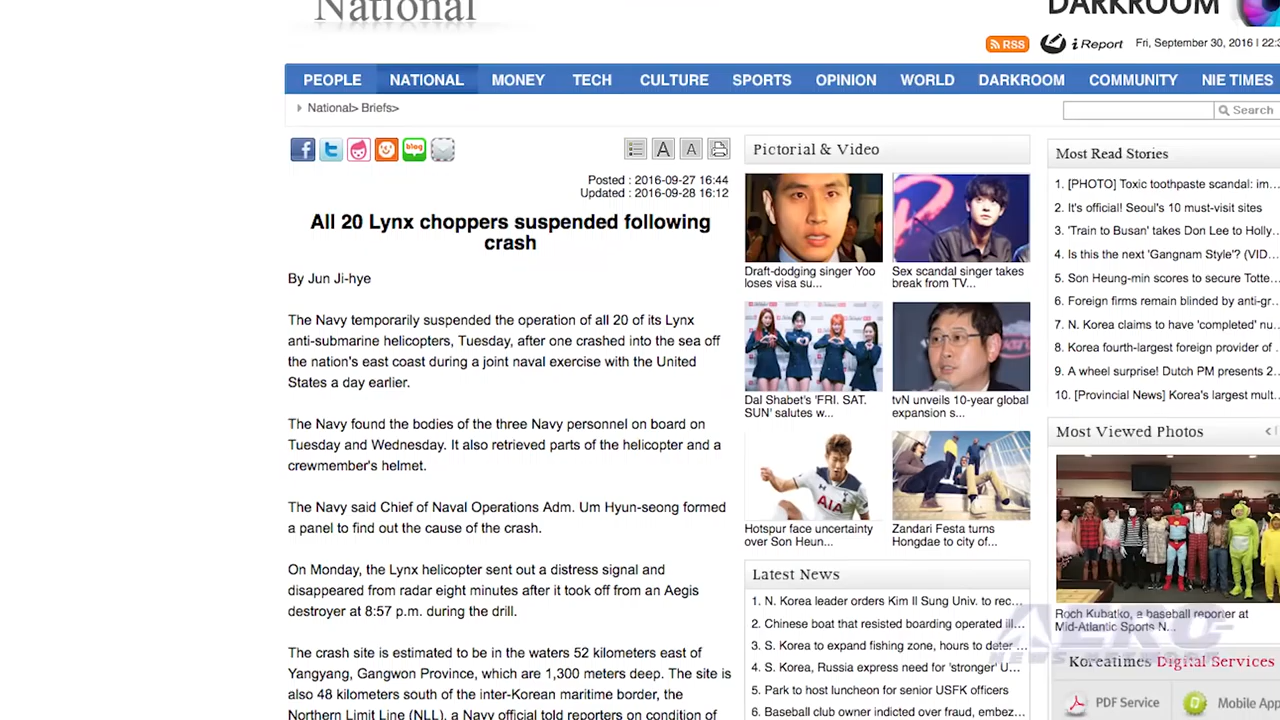 National
DARKROOM
RSS
iReport
Fri, September 30, 2016 | 22:3
PEOPLE NATIONAL MONEY TECH CULTURE SPORTS OPINION WORLD DARKROOM COMMUNITY NIE TIMES
National> Briefs>
Search
blog
A
A
Posted : 2016-09-27 16:44
Updated : 2016-09-28 16:12
All 20 Lynx choppers suspended following
crash
By Jun Ji-hye
The Navy temporarily suspended the operation of all 20 of its Lynx
anti-submarine helicopters, Tuesday, after one crashed into the sea off
the nation's east coast during a joint naval exercise with the United
States a day earlier.
The Navy found the bodies of the three Navy personnel on board on
Tuesday and Wednesday. It also retrieved parts of the helicopter and a
crewmember's helmet.
The Navy said Chief of Naval Operations Adm. Um Hyun-seong formed
a panel to find out the cause of the crash.
On Monday, the Lynx helicopter sent out a distress signal and
disappeared from radar eight minutes after it took off from an Aegis
destroyer at 8:57 p.m. during the drill.
The crash site is estimated to be in the waters 52 kilometers east of
Yangyang, Gangwon Province, which are 1,300 meters deep. The site is
also 48 kilometers south of the inter-Korean maritime border, the
Northern Limit Line (NLL), a Navy official told reporters on condition of
Pictorial & Video
Draft-dodging singer Yoo
loses visa su...
Sex scandal singer takes
break from TV...
Dal Shabet's 'FRI. SAT.
SUN' salutes w...
tvN unveils 10-year global
expansion s...
AIA
Hotspur face uncertainty
over Son Heun...
Zandari Festa turns
Hongdae to city of...
Latest News
1. N. Korea leader orders Kim Il Sung Univ. to rec...
2. Chinese boat that resisted boarding operated ill...
3. S. Korea to expand fishing zone, hours to deter ...
4. S. Korea, Russia express need for 'stronger' U...
5. Park to host luncheon for senior USFK officers
6. Baseball club owner indicted over fraud, embez...
Most Read Stories
1. [PHOTO] Toxic toothpaste scandal: im...
2. It's official! Seoul's 10 must-visit sites
3. 'Train to Busan' takes Don Lee to Holly...
4. Is this the next 'Gangnam Style'? (VID...
5. Son Heung-min scores to secure Totte...
6. Foreign firms remain blinded by anti-gr...
7. N. Korea claims to have 'completed' nu...
8. Korea fourth-largest foreign provider of ...
9. A wheel surprise! Dutch PM presents 2...
10. [Provincial News] Korea's largest mult...
Most Viewed Photos
Roch Kubatko, a baseball reporter at
Mid-Atlantic Sports N...
Koreatimes Digital Services
PDF Service
Mobile App